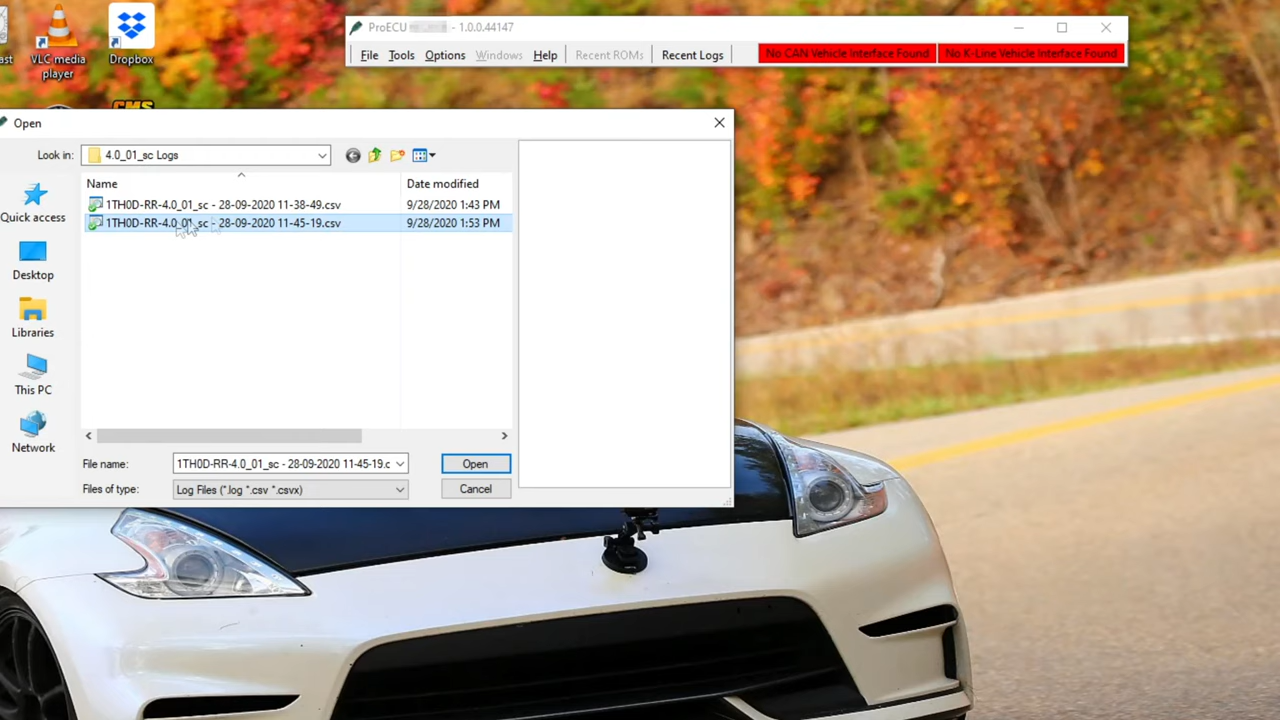 ast
VLC media
player
Dropbox
CMS
ProECU - 1.0.0.44147
File Tools Options Windows Help Recent ROMs Recent Logs No CAN Vehicle Interface Found No K-Line Vehicle Interface Found
Open
Look in: 4.0_01_sc Logs
Name Date modified
1TH0D-RR-4.0_01_sc - 28-09-2020 11-38-49.csv 9/28/2020 1:43 PM
1TH0D-RR-4.0_01_sc - 28-09-2020 11-45-19.csv 9/28/2020 1:53 PM
Quick access
Desktop
Libraries
This PC
Network
File name: 1TH0D-RR-4.0_01_sc - 28-09-2020 11-45-19.c Open
Files of type: Log Files (*.log *.csv *.csvx) Cancel